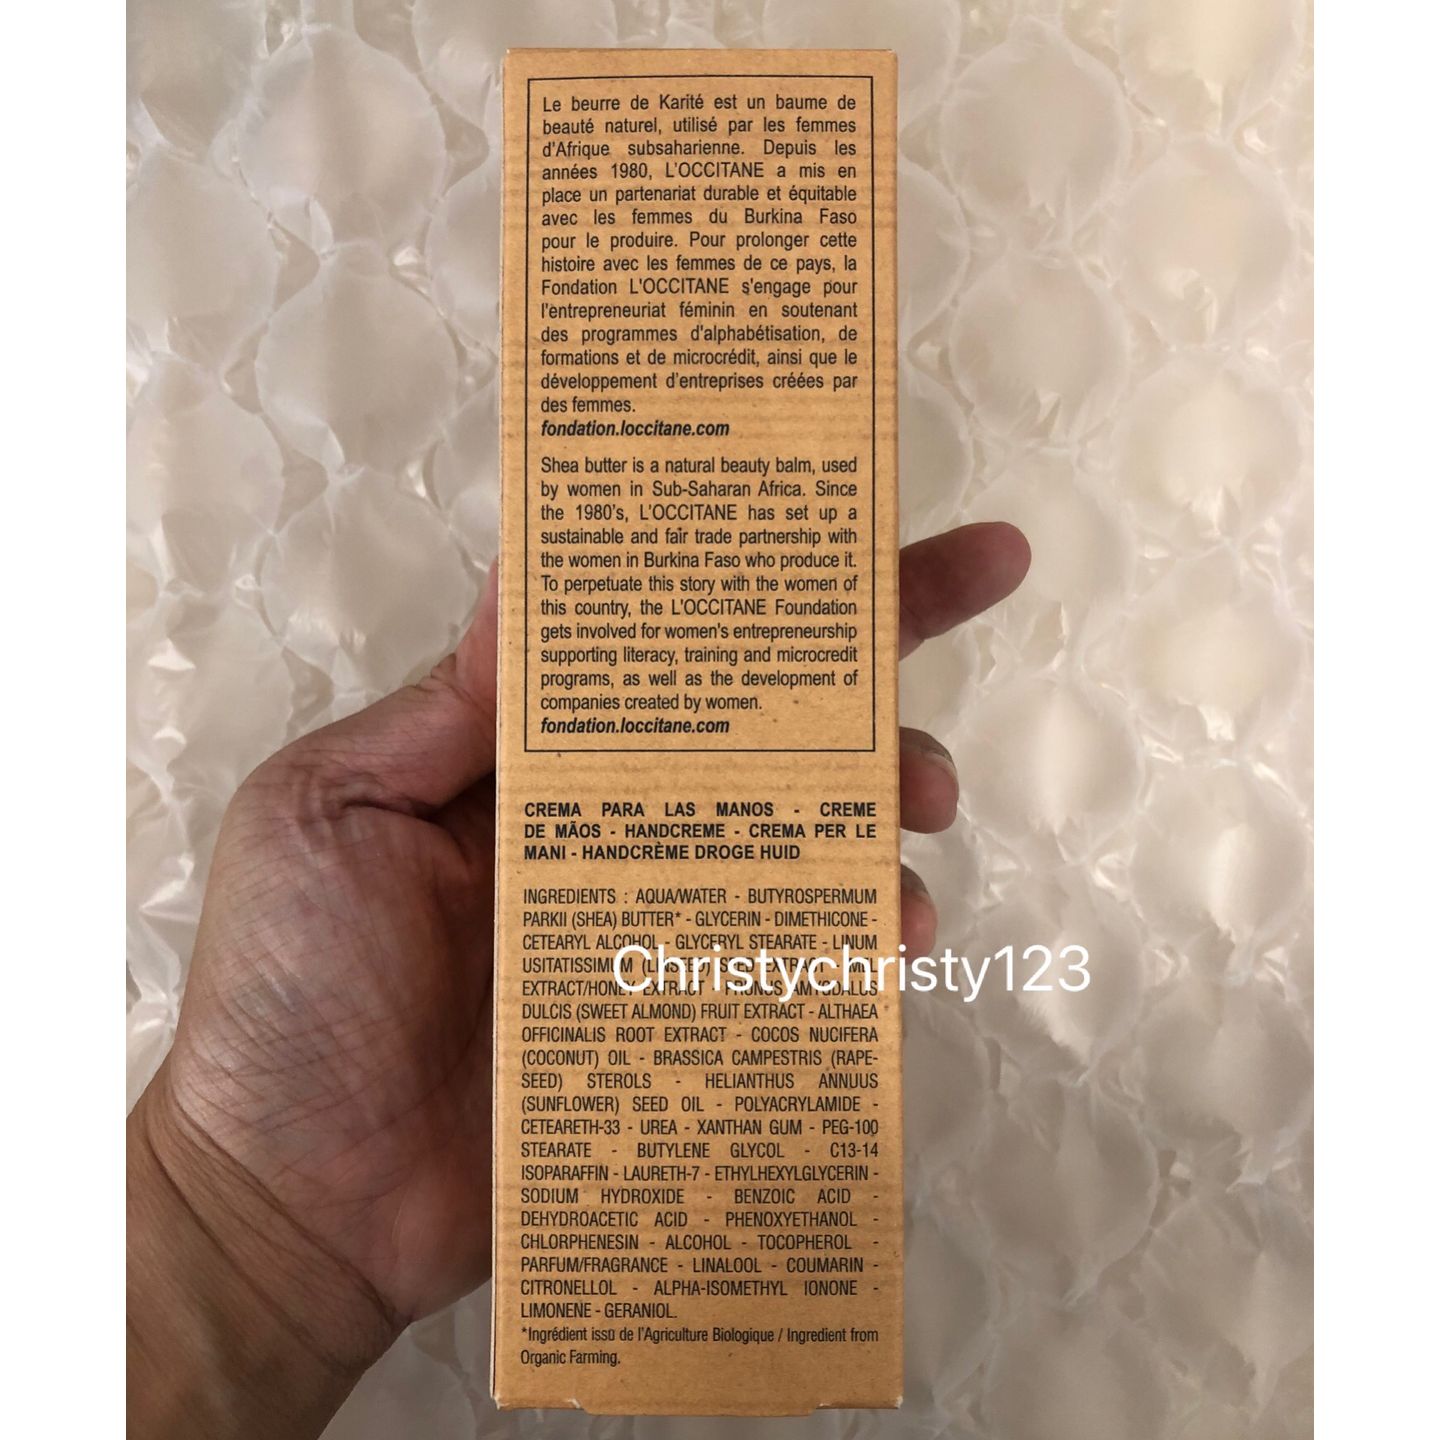 Le beurre de Karité est un baume de
beauté naturel, utilisé par les femmes
d'Afrique subsaharienne. Depuis les
années 1980, L'OCCITANE a mis en
place un partenariat durable et équitable
avec les femmes du Burkina Faso
pour le produire. Pour prolonger cette
histoire avec les femmes de ce pays, la
Fondation L'OCCITANE s'engage pour
l'entrepreneuriat féminin en soutenant
des programmes d'alphabétisation, de
formations et de microcrédit, ainsi que le
développement d'entreprises créées par
des femmes.
fondation.loccitane.com
Shea butter is a natural beauty balm, used
by women in Sub-Saharan Africa. Since
the 1980's, L'OCCITANE has set up a
sustainable and fair trade partnership with
the women in Burkina Faso who produce it.
To perpetuate this story with the women of
this country, the L'OCCITANE Foundation
gets involved for women's entrepreneurship
supporting literacy, training and microcredit
programs, as well as the development of
companies created by women.
fondation.loccitane.com
CREMA PARA LAS MANOS - CREME
DE MÃOS - HANDCREME - CREMA PER LE
MANI - HANDCRÈME DROGE HUID
INGREDIENTS : AQUA/WATER - BUTYROSPERMUM
PARKII (SHEA) BUTTER* - GLYCERIN - DIMETHICONE -
CETEARYL ALCOHOL - GLYCERYL STEARATE - LINUM
USITATISSIMUM (LINSEED) SEED EXTRACT - MEL
EXTRACT/HONEY EXTRACT - PRUNUS AMYGDALUS
DULCIS (SWEET ALMOND) FRUIT EXTRACT - ALTHAEA
OFFICINALIS ROOT EXTRACT - COCOS NUCIFERA
(COCONUT) OIL - BRASSICA CAMPESTRIS (RAPE-
SEED) STEROLS - HELIANTHUS ANNUUS
(SUNFLOWER) SEED OIL - POLYACRYLAMIDE -
CETEARETH-33 - UREA - XANTHAN GUM - PEG-100
STEARATE - BUTYLENE GLYCOL - C13-14
ISOPARAFFIN - LAURETH-7 - ETHYLHEXYLGLYCERIN -
SODIUM HYDROXIDE - BENZOIC ACID -
DEHYDROACETIC ACID - PHENOXYETHANOL -
CHLORPHENESIN - ALCOHOL - TOCOPHEROL -
PARFUM/FRAGRANCE - LINALOOL - COUMARIN -
CITRONELLOL - ALPHA-ISOMETHYL IONONE -
LIMONENE - GERANIOL.
*Ingrédient issu de l'Agriculture Biologique / Ingredient from
Organic Farming.
Christychristy123